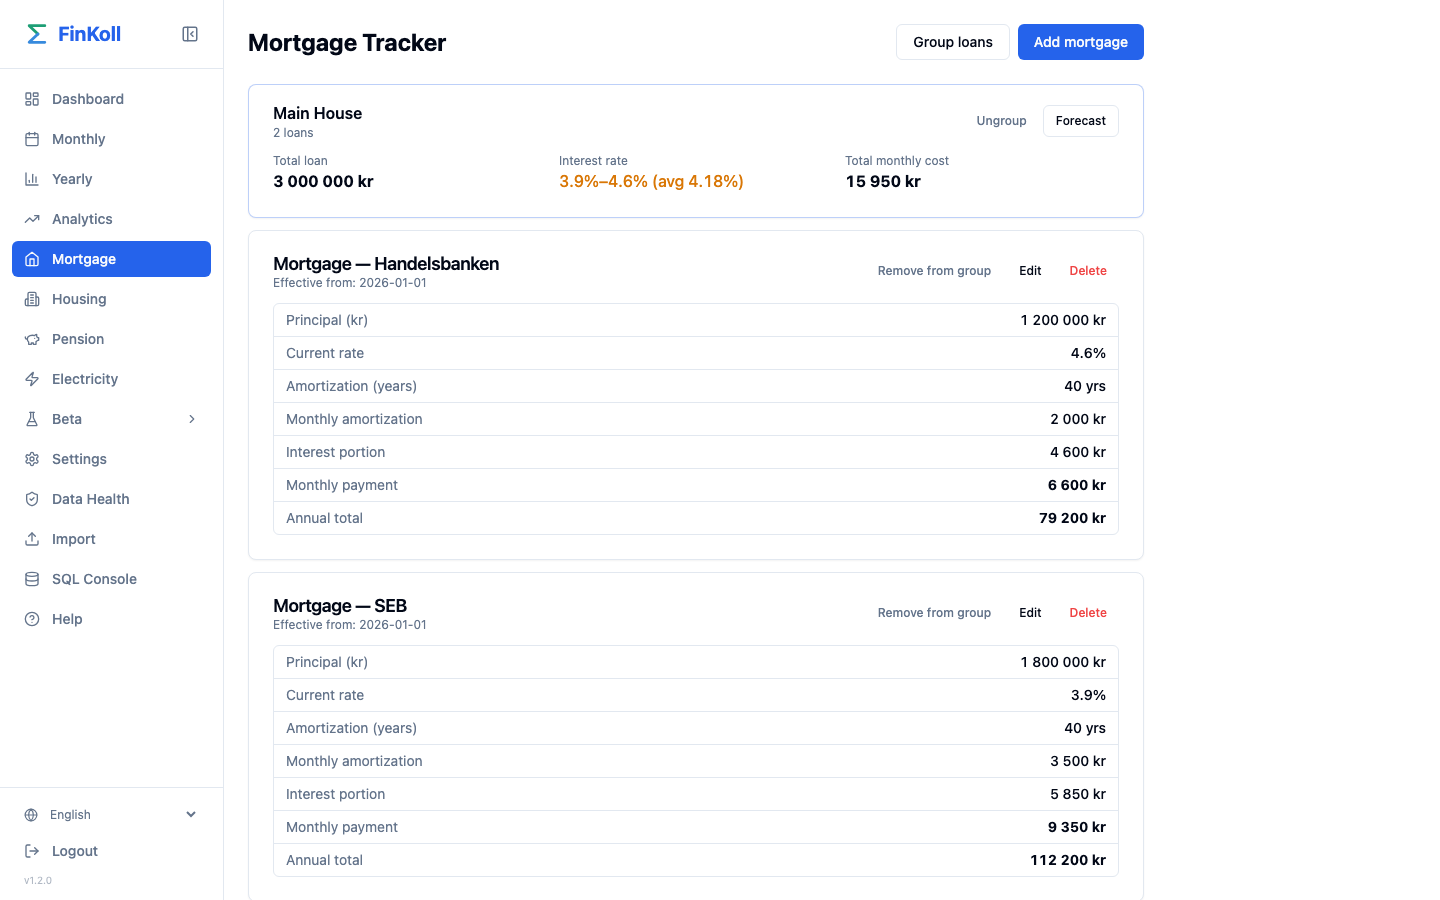 FinKoll
Dashboard
Monthly
Yearly
Analytics
Mortgage
Housing
Pension
Electricity
Beta
Settings
Data Health
Import
SQL Console
Help
English
Logout
v1.2.0
Mortgage Tracker
Group loans
Add mortgage
Main House
2 loans
Ungroup
Forecast
Total loan
3 000 000 kr
Interest rate
3.9%–4.6% (avg 4.18%)
Total monthly cost
15 950 kr
Mortgage — Handelsbanken
Effective from: 2026-01-01
Remove from group
Edit
Delete
Principal (kr) 1 200 000 kr
Current rate 4.6%
Amortization (years) 40 yrs
Monthly amortization 2 000 kr
Interest portion 4 600 kr
Monthly payment 6 600 kr
Annual total 79 200 kr
Mortgage — SEB
Effective from: 2026-01-01
Remove from group
Edit
Delete
Principal (kr) 1 800 000 kr
Current rate 3.9%
Amortization (years) 40 yrs
Monthly amortization 3 500 kr
Interest portion 5 850 kr
Monthly payment 9 350 kr
Annual total 112 200 kr